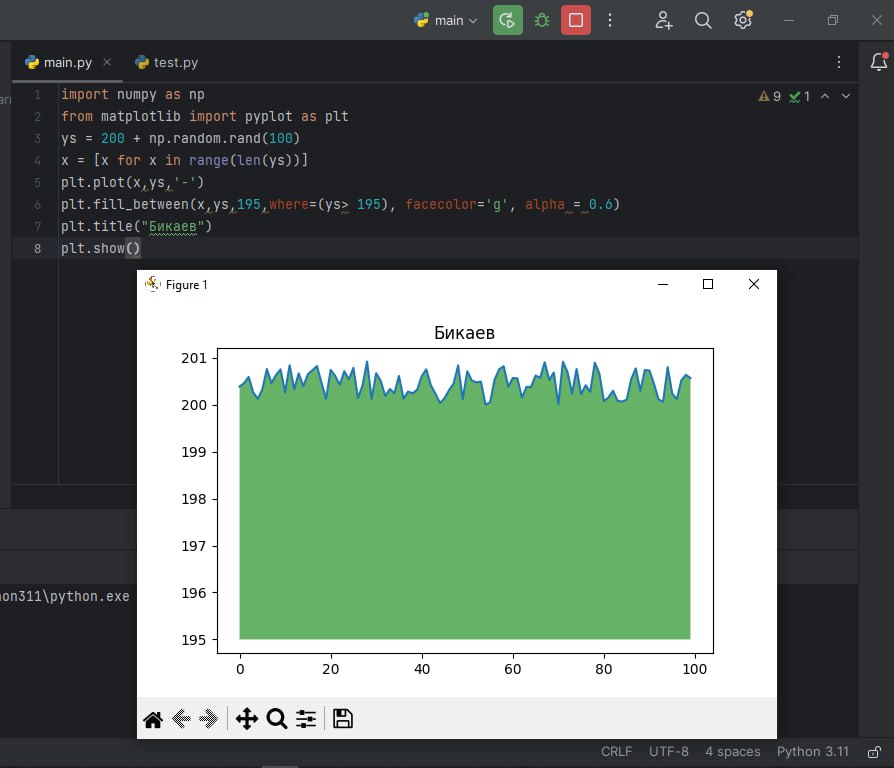 main
main.py
test.py
9 1
1 import numpy as np
2 from matplotlib import pyplot as plt
3 ys = 200 + np.random.rand(100)
4 x = [x for x in range(len(ys))]
5 plt.plot(x,ys,'-')
6 plt.fill_between(x,ys,195,where=(ys> 195), facecolor='g', alpha = 0.6)
7 plt.title("Бикаев")
8 plt.show()
Figure 1
Бикаев
201
200
199
198
197
196
195
0 20 40 60 80 100
on311\python.exe
CRLF UTF-8 4 spaces Python 3.11